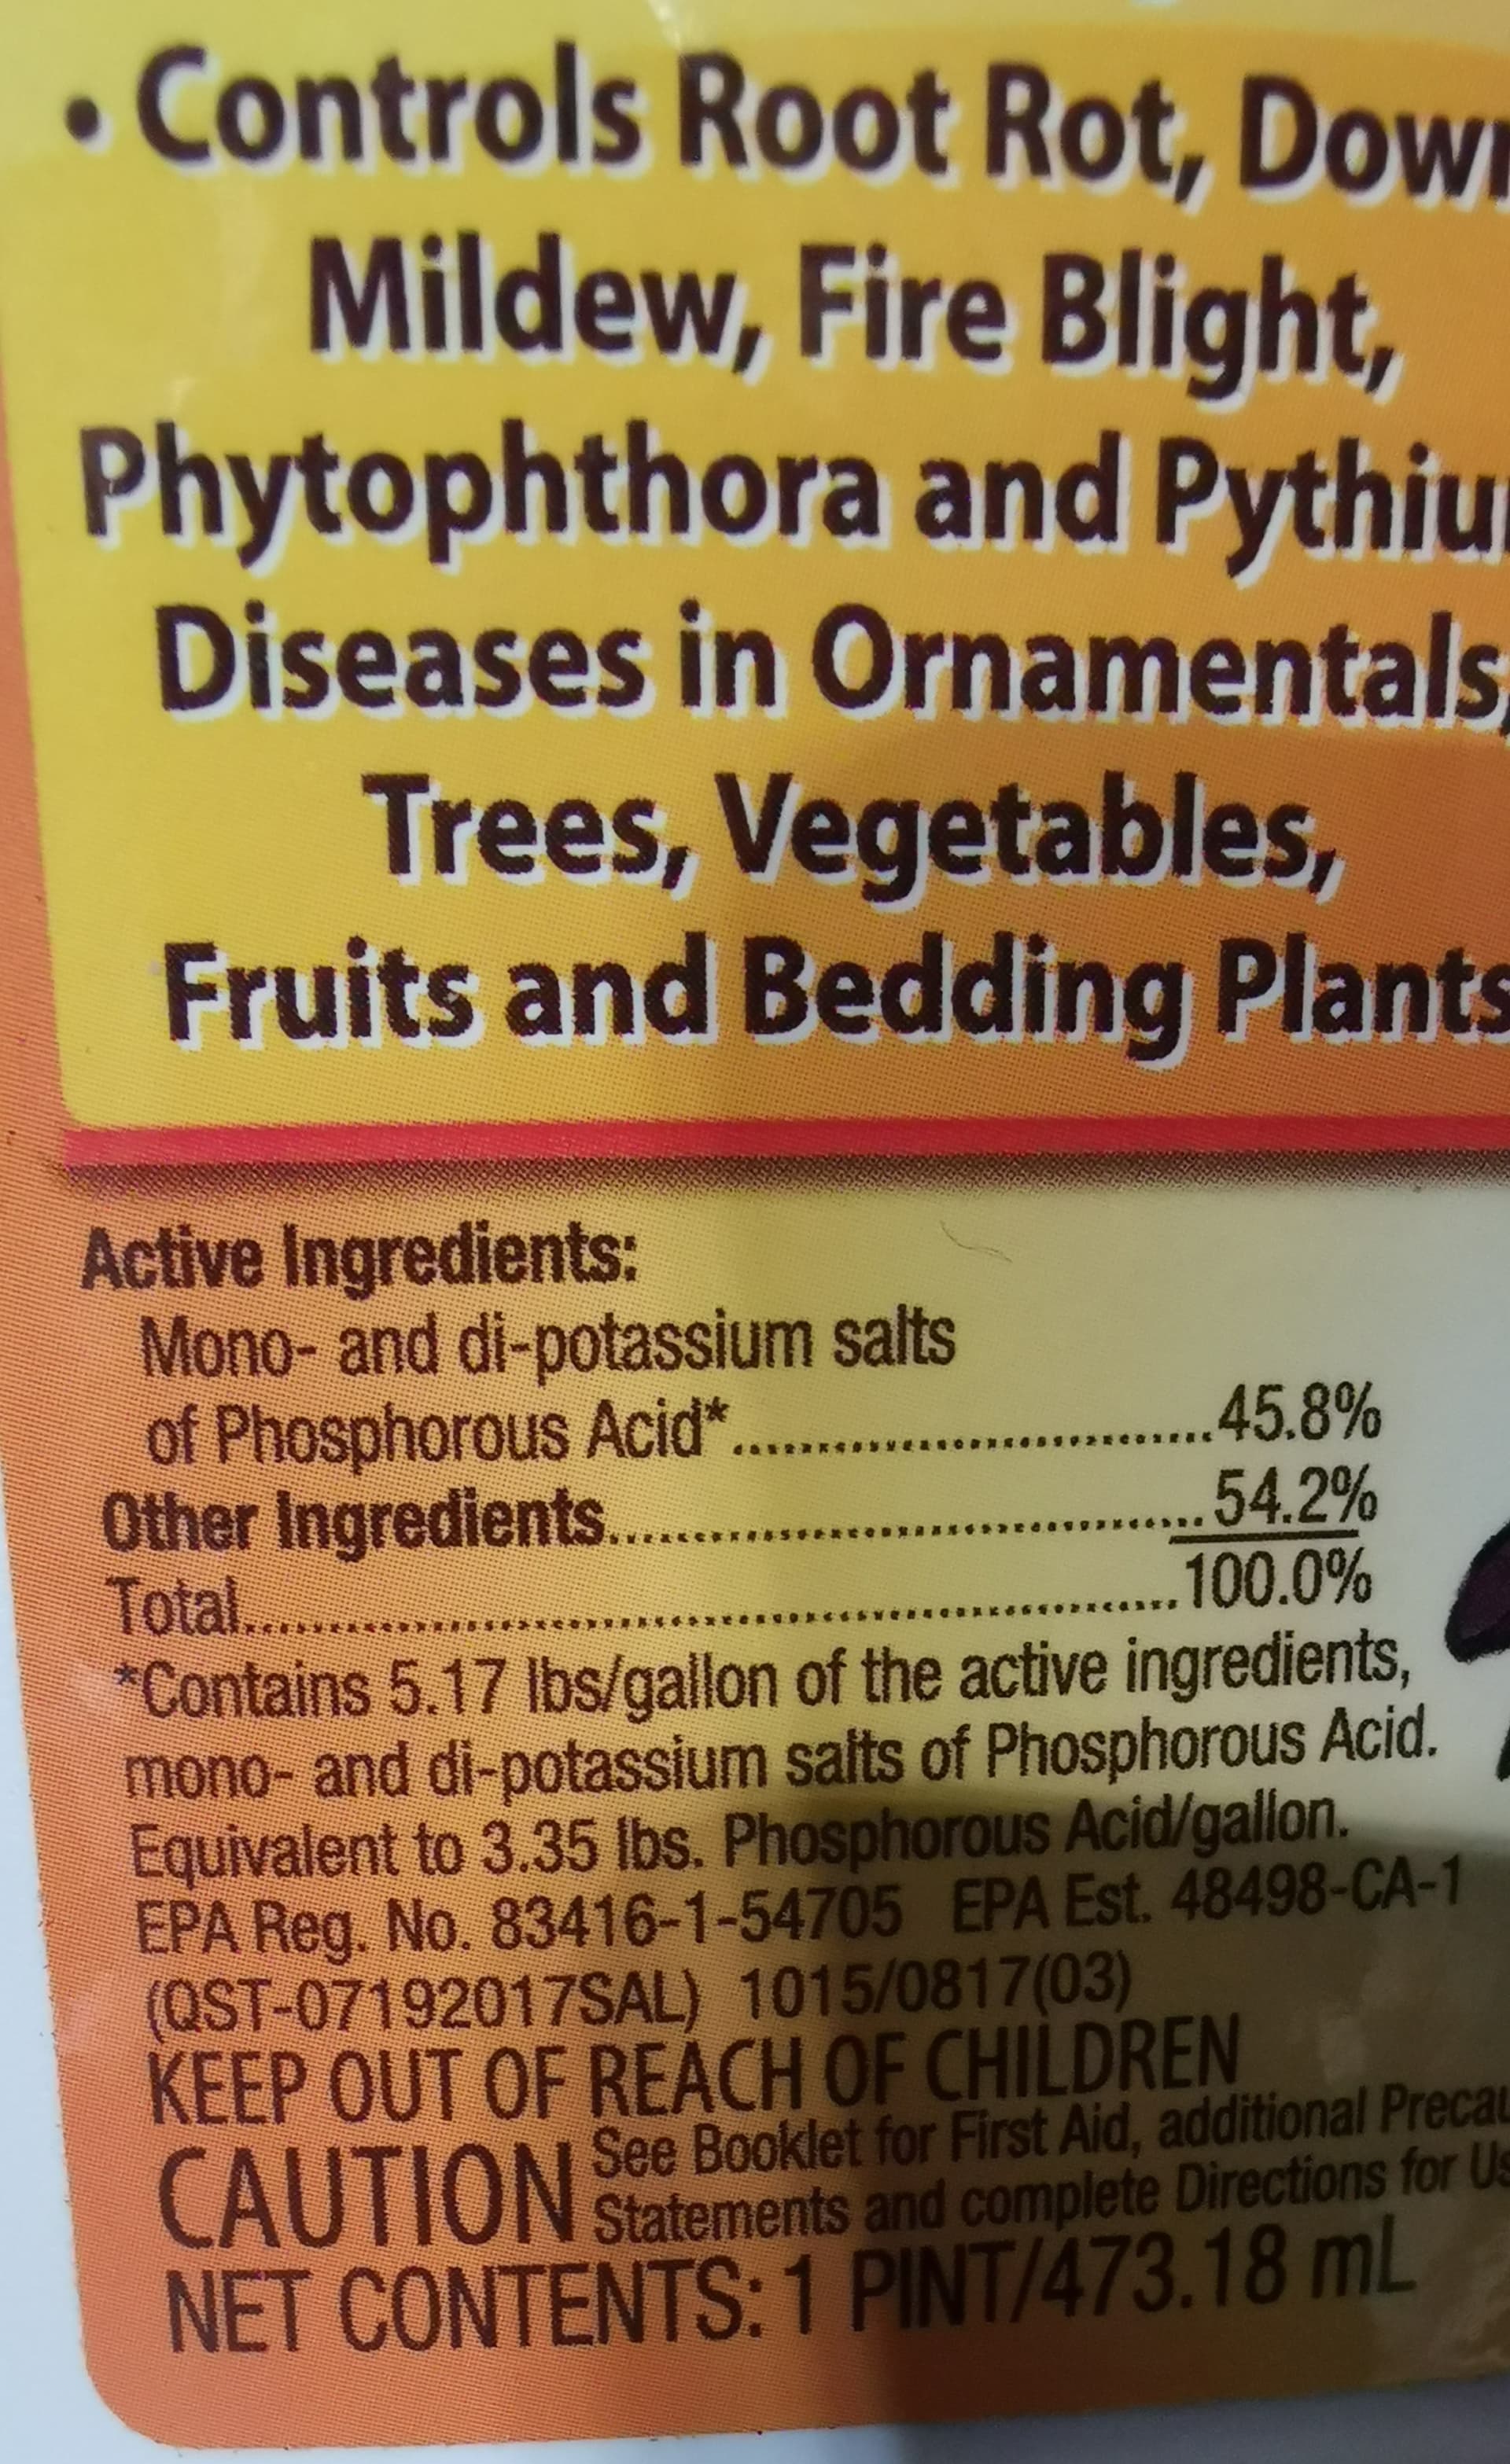 • Controls Root Rot, Down
Mildew, Fire Blight,
Phytophthora and Pythiu
Diseases in Ornamentals,
Trees, Vegetables,
Fruits and Bedding Plants
Active Ingredients:
Mono- and di-potassium salts
of Phosphorous Acid*..........45.8%
Other Ingredients..........54.2%
Total..........100.0%
*Contains 5.17 lbs/gallon of the active ingredients,
mono- and di-potassium salts of Phosphorous Acid.
Equivalent to 3.35 lbs. Phosphorous Acid/gallon.
EPA Reg. No. 83416-1-54705 EPA Est. 48498-CA-1
(QST-07192017SAL) 1015/0817(03)
KEEP OUT OF REACH OF CHILDREN
CAUTION See Booklet for First Aid, additional Precau
Statements and complete Directions for Us
NET CONTENTS: 1 PINT/473.18 mL